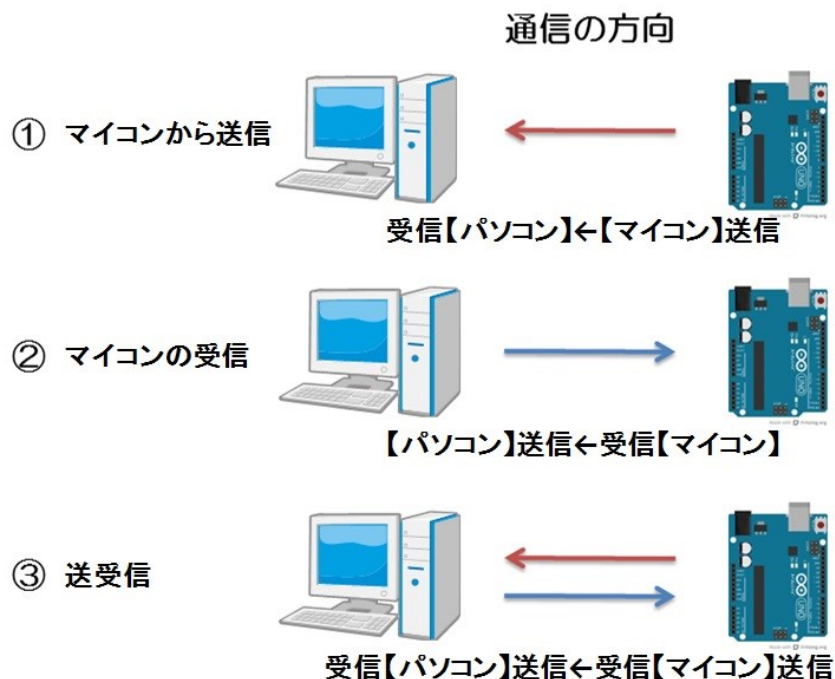 通信の方向
① マイコンから送信
受信【パソコン】←【マイコン】送信
② マイコンの受信
【パソコン】送信←受信【マイコン】
③ 送受信
受信【パソコン】送信←受信【マイコン】送信